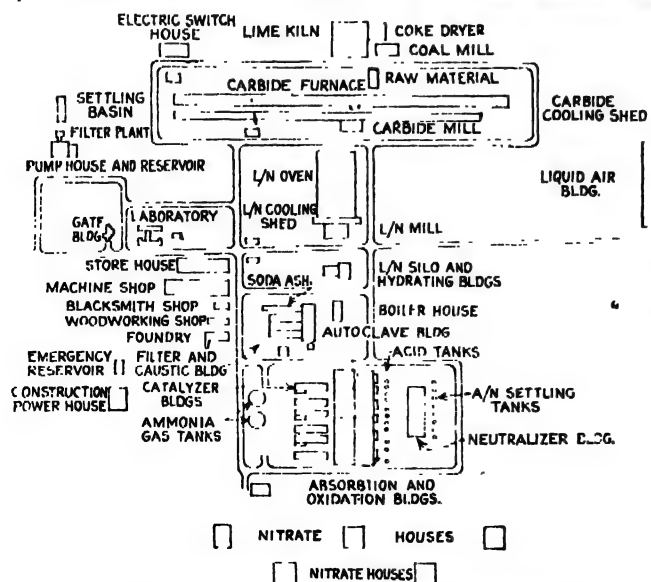 ELECTRIC SWITCH
HOUSE
LIME KILN
COKE DRYER
COAL MILL
CARBIDE FURNACE
RAW MATERIAL
SETTLING
BASIN
CARBIDE
COOLING SHED
FILTER PLANT
CARBIDE MILL
PUMP HOUSE AND RESERVOIR
L/N OVEN
LIQUID AIR
BLDG.
GATE
BLDG
LABORATORY
L/N COOLING
SHED
L/N MILL
STORE HOUSE
SODA ASH.
L/N SILO AND
HYDRATING BLDGS
MACHINE SHOP
BLACKSMITH SHOP
BOILER HOUSE
WOODWORKING SHOP
AUTOCLAVE BLDG
FOUNDRY
ACID TANKS
EMERGENCY
RESERVOIR
FILTER AND
CAUSTIC BLDG
CONSTRUCTION
POWER HOUSE
CATALYZER
BLDGS
A/N SETTLING
TANKS
AMMONIA
GAS TANKS
NEUTRALIZER BLDG.
ABSORBTION AND
OXIDATION BLDGS.
NITRATE HOUSES
NITRATE HOUSES